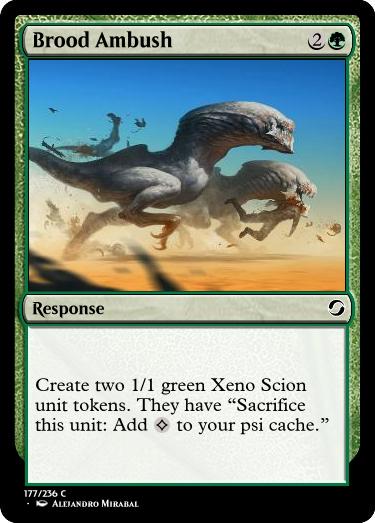 Brood Ambush 2
Response
Create two 1/1 green Xeno Scion
unit tokens. They have “Sacrifice
this unit: Add to your psi cache.”
177/236 C
· Alejandro Mirabal